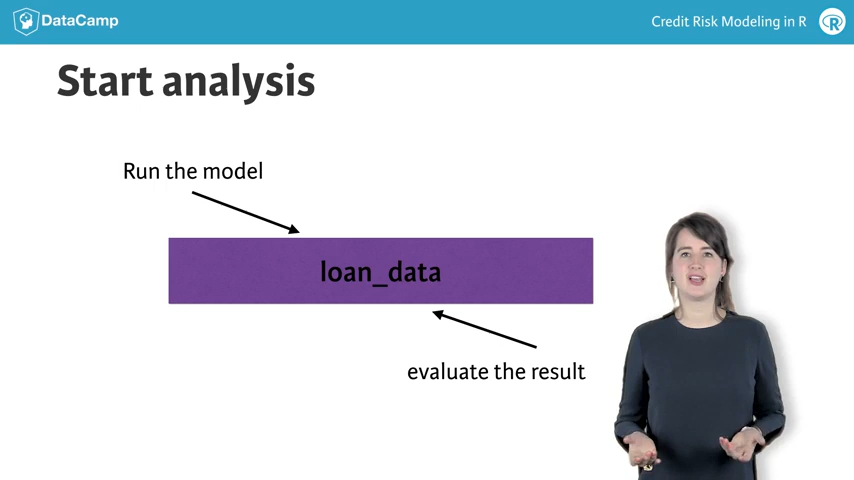 DataCamp
Credit Risk Modeling in R
R
Start analysis
Run the model
loan_data
evaluate the result